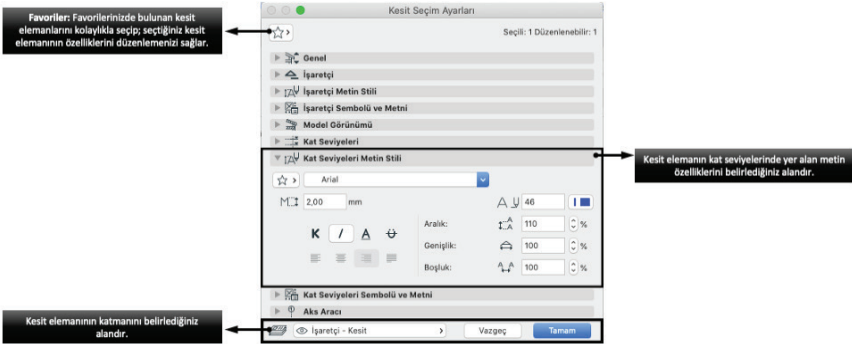 Kesit Seçim Ayarları
Favoriler: Favorilerinizde bulunan kesit
elemanlarını kolaylıkla seçip; seçtiğiniz kesit
elemanının özelliklerini düzenlemenizi sağlar.
Seçili: 1 Düzenlenebilir: 1
Genel
İşaretçi
İşaretçi Metin Stili
İşaretçi Sembolü ve Metni
Model Görünümü
Kat Seviyeleri
Kat Seviyeleri Metin Stili
Kesit elemanın kat seviyelerinde yer alan metin
özelliklerini belirlediğiniz alandır.
Arial
2,00 mm
46
K / A
Aralık: 110 %
Genişlik: 100 %
Boşluk: 100 %
Kat Seviyeleri Sembolü ve Metni
Aks Aracı
Kesit elemanının katmanını belirlediğiniz
alandır.
İşaretçi - Kesit
Vazgeç
Tamam